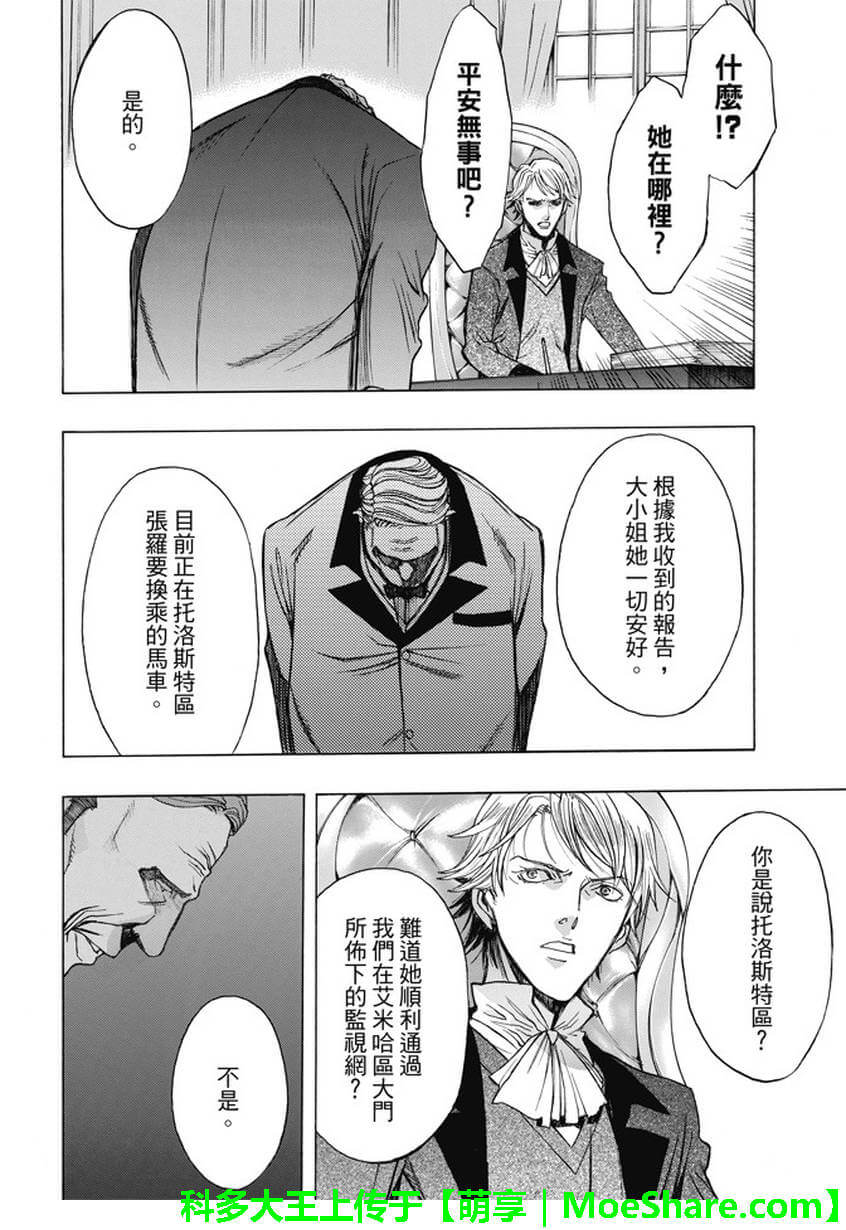 什麼!?
她在哪裡？
平安無事吧？
是的。
根據我收到的報告，
大小姐她一切安好。
目前正在托洛斯特區
張羅要換乘的馬車。
你是說托洛斯特區？
難道她順利通過
我們在艾米哈區大門
所佈下的監視網？
不是。
科多大王上传于【萌享｜MoeShare.com】